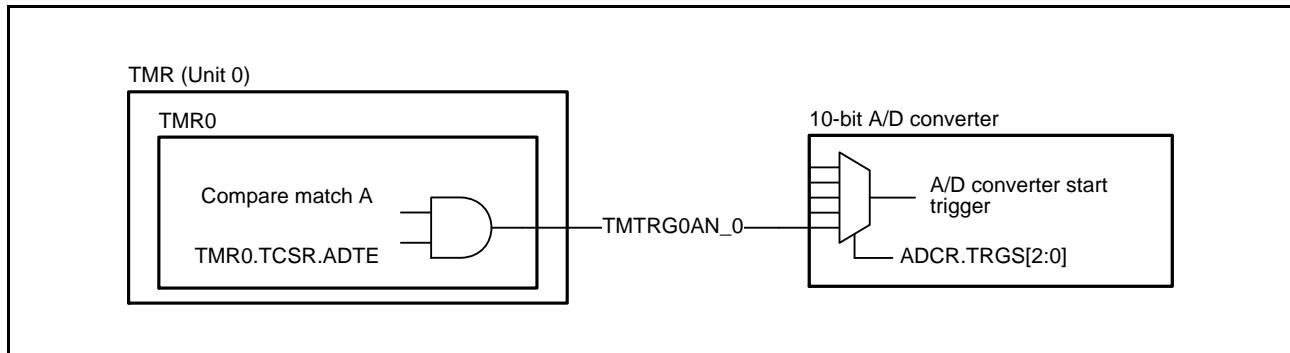 TMR (Unit 0)
TMR0
Compare match A
TMR0.TCSR.ADTE
TMTRG0AN_0
10-bit A/D converter
A/D converter start
trigger
ADCR.TRGS[2:0]